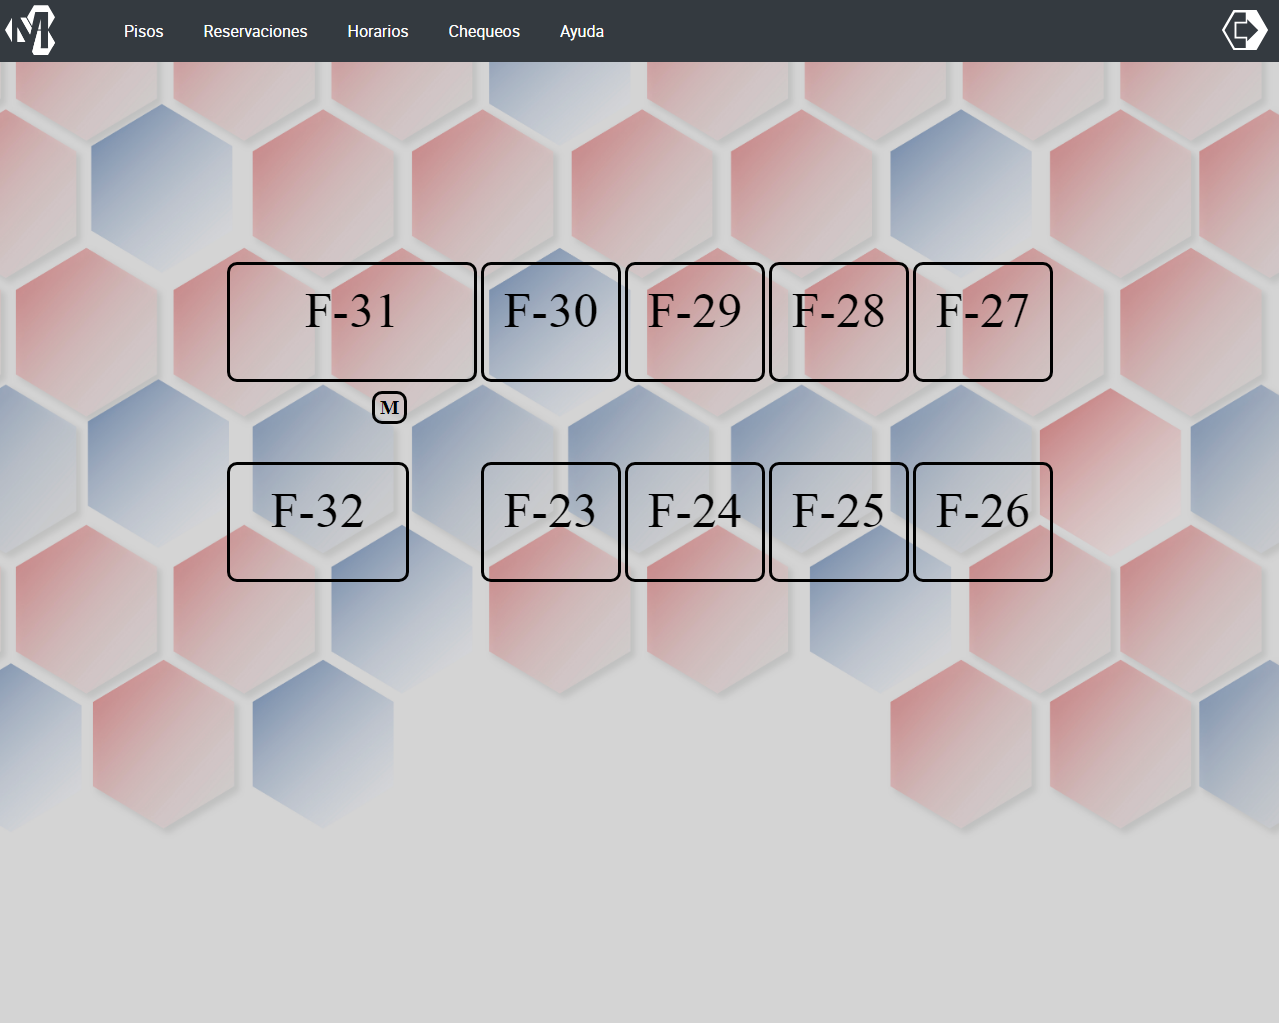 Pisos Reservaciones Horarios Chequeos Ayuda
F-31 F-30 F-29 F-28 F-27
M
F-32 F-23 F-24 F-25 F-26